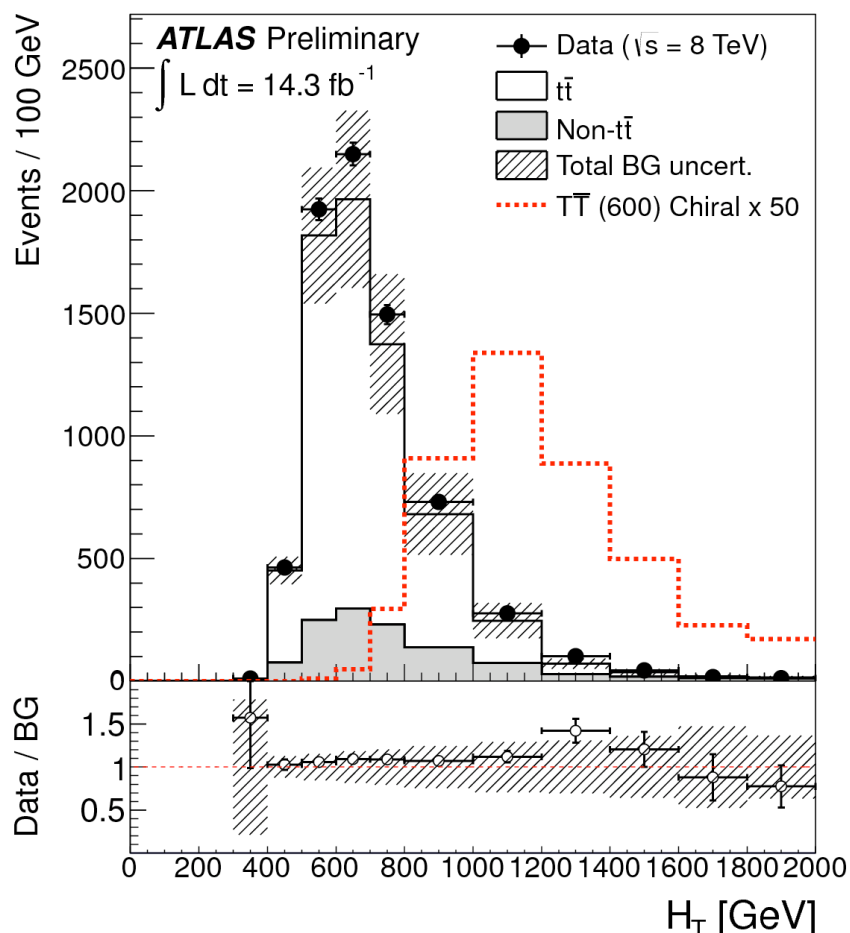 ATLAS Preliminary
∫ L dt = 14.3 fb⁻¹
Data (√s = 8 TeV)
tt̄
Non-tt̄
Total BG uncert.
TT̄ (600) Chiral x 50
Events / 100 GeV
2500
2000
1500
1000
500
0
Data / BG
1.5
1
0.5
0 200 400 600 800 1000 1200 1400 1600 1800 2000
H_T [GeV]